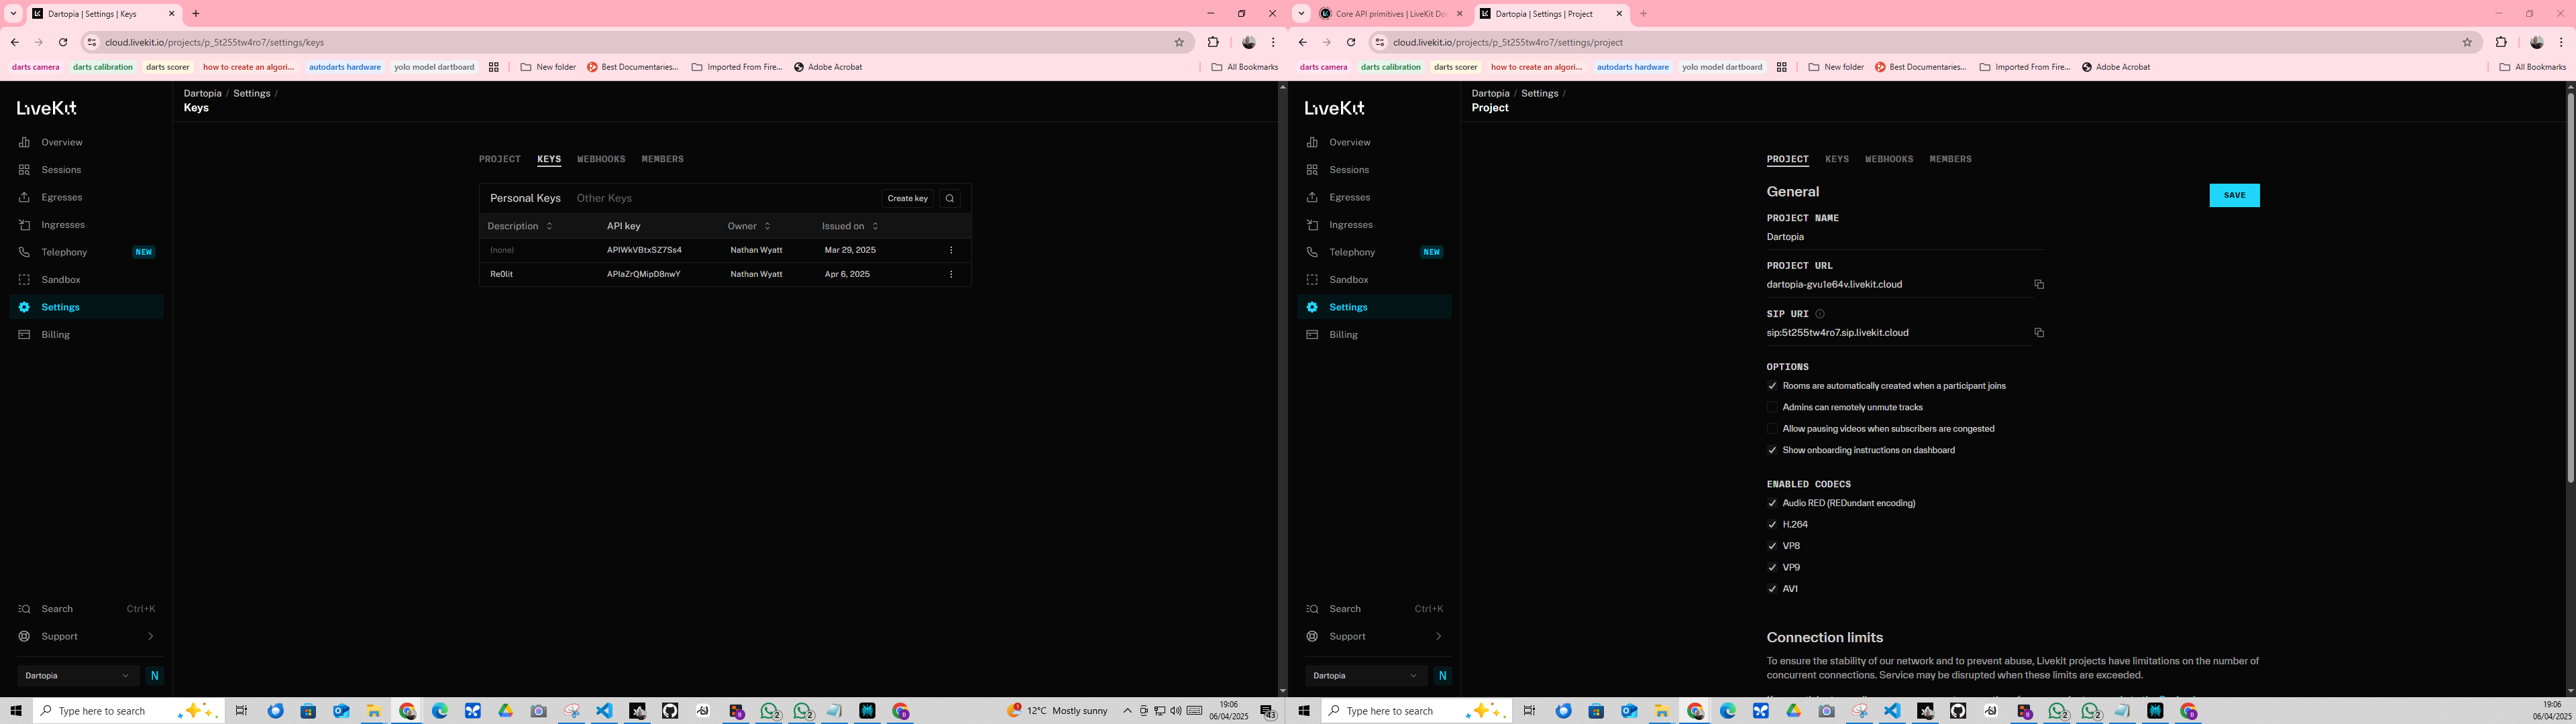 Dartopia | Settings | Keys
cloud.livekit.io/projects/p_5t255tw4ro7/settings/keys
darts camera darts calibration darts scorer how to create an algori... autodarts hardware yolo model dartboard New folder Best Documentaries... Imported From Fire... Adobe Acrobat All Bookmarks
LiveKit
Dartopia / Settings /
Keys
Overview
Sessions
Egresses
Ingresses
Telephony NEW
Sandbox
Settings
Billing
PROJECT KEYS WEBHOOKS MEMBERS
Personal Keys Other Keys Create key
Description API key Owner Issued on
(none) APIWkVBtxSZ7Ss4 Nathan Wyatt Mar 29, 2025
Re0lit APIaZrQMipD8nwY Nathan Wyatt Apr 6, 2025
Search Ctrl+K
Support
Dartopia N
Type here to search 12°C Mostly sunny 19:06
06/04/2025 43
Core API primitives | LiveKit Do Dartopia | Settings | Project
cloud.livekit.io/projects/p_5t255tw4ro7/settings/project
darts camera darts calibration darts scorer how to create an algori... autodarts hardware yolo model dartboard New folder Best Documentaries... Imported From Fire... Adobe Acrobat All Bookmarks
LiveKit
Dartopia / Settings /
Project
Overview
Sessions
Egresses
Ingresses
Telephony NEW
Sandbox
Settings
Billing
PROJECT KEYS WEBHOOKS MEMBERS
General SAVE
PROJECT NAME
Dartopia
PROJECT URL
dartopia-gvu1e64v.livekit.cloud
SIP URI
sip:5t255tw4ro7.sip.livekit.cloud
OPTIONS
Rooms are automatically created when a participant joins
Admins can remotely unmute tracks
Allow pausing videos when subscribers are congested
Show onboarding instructions on dashboard
ENABLED CODECS
Audio RED (REDundant encoding)
H.264
VP8
VP9
AV1
Connection limits
To ensure the stability of our network and to prevent abuse, Livekit projects have limitations on the number of
concurrent connections. Service may be disrupted when these limits are exceeded.
Search Ctrl+K
Support
Dartopia N
Type here to search 19:06
06/04/2025